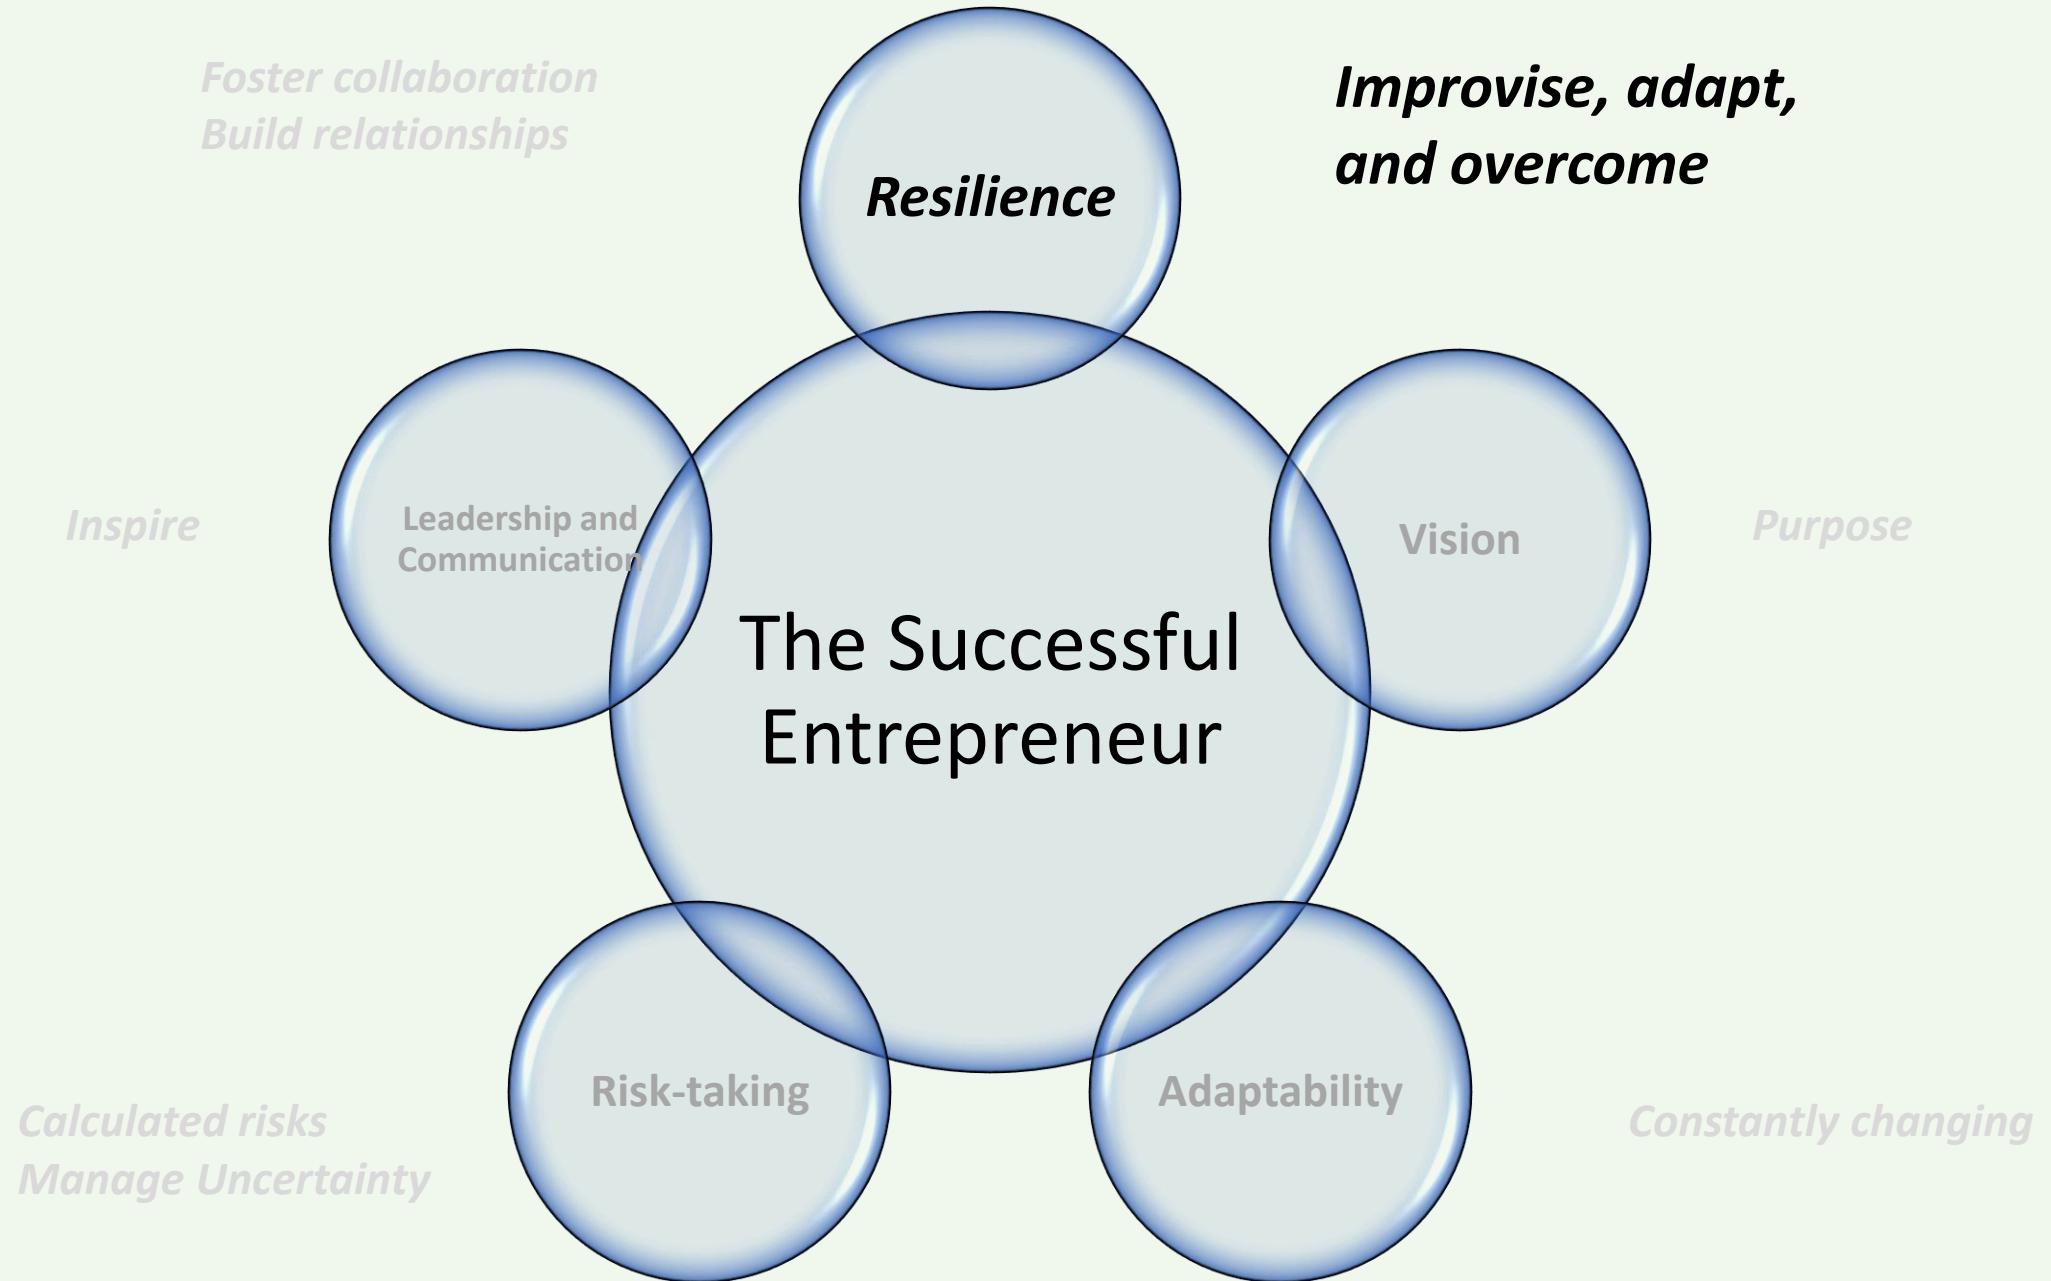 Foster collaboration
Build relationships
Resilience
Improvise, adapt,
and overcome
Inspire
Leadership and
Communication
Vision
Purpose
The Successful
Entrepreneur
Risk-taking
Adaptability
Calculated risks
Manage Uncertainty
Constantly changing